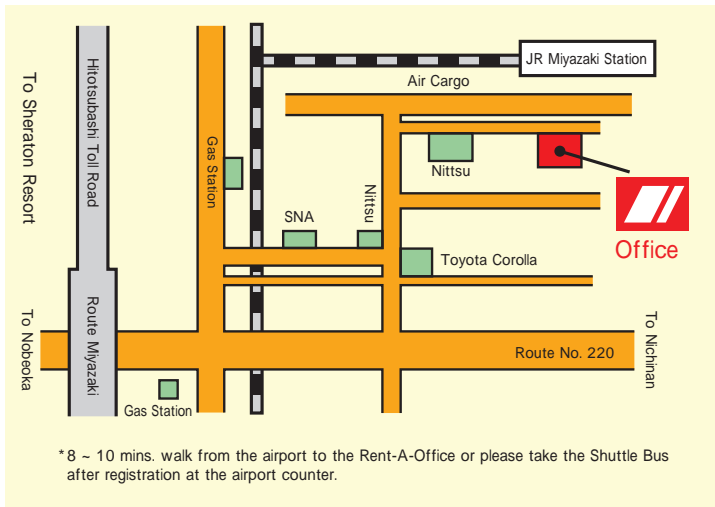 JR Miyazaki Station
Air Cargo
To Sheraton Resort
Hitotsubashi Toll Road
Gas Station
Nittsu
Nittsu
SNA
Office
Toyota Corolla
To Nobeoka
Route Miyazaki
Route No. 220
To Nichinan
Gas Station
*8 ~ 10 mins. walk from the airport to the Rent-A-Office or please take the Shuttle Bus
after registration at the airport counter.